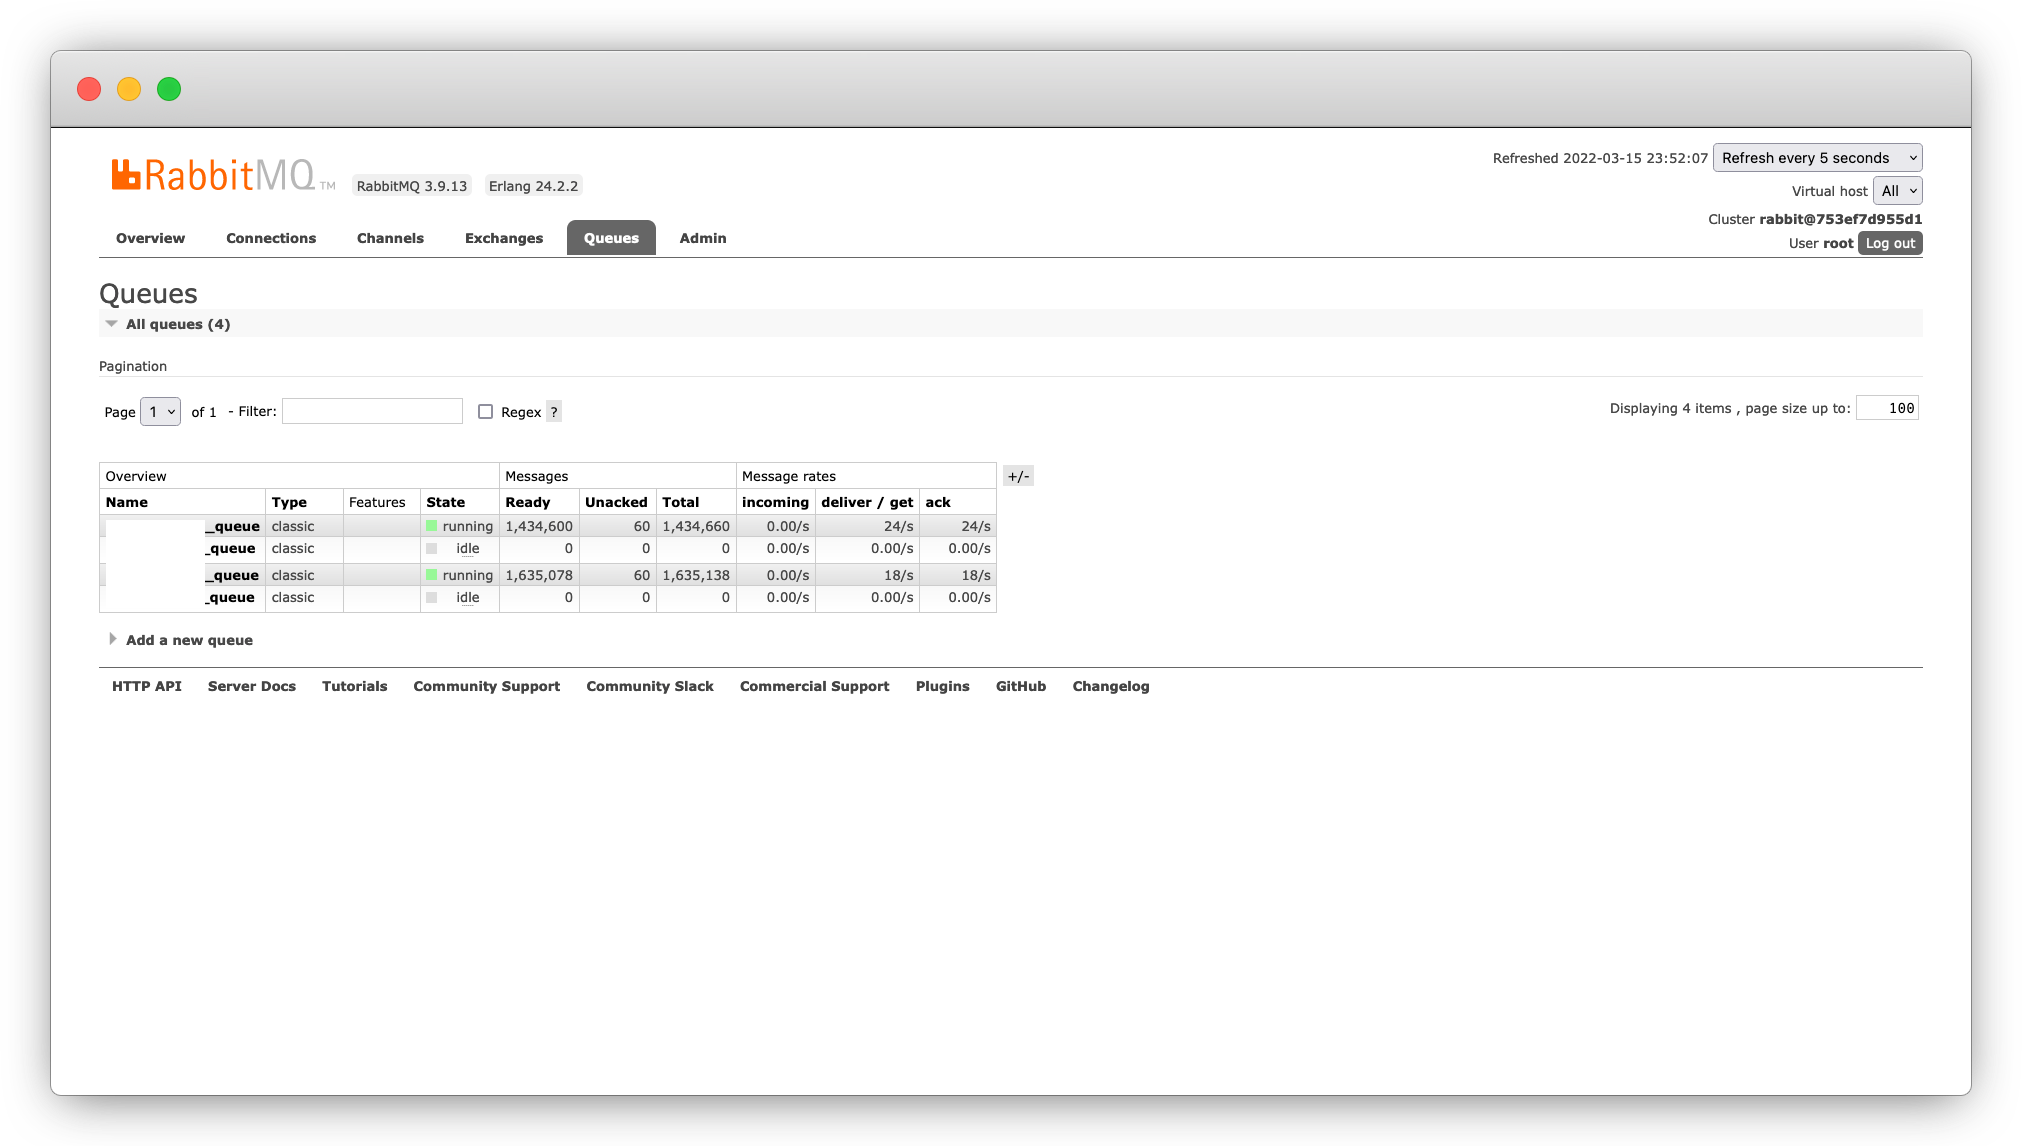 RabbitMQ TM RabbitMQ 3.9.13 Erlang 24.2.2
Refreshed 2022-03-15 23:52:07 Refresh every 5 seconds
Virtual host All
Cluster rabbit@753ef7d955d1
User root Log out
Overview Connections Channels Exchanges Queues Admin
Queues
All queues (4)
Pagination
Page 1 of 1 - Filter: Regex ?
Displaying 4 items , page size up to: 100
Overview Messages Message rates +/-
Name Type Features State Ready Unacked Total incoming deliver / get ack
_queue classic running 1,434,600 60 1,434,660 0.00/s 24/s 24/s
_queue classic idle 0 0 0 0.00/s 0.00/s 0.00/s
_queue classic running 1,635,078 60 1,635,138 0.00/s 18/s 18/s
_queue classic idle 0 0 0 0.00/s 0.00/s 0.00/s
Add a new queue
HTTP API Server Docs Tutorials Community Support Community Slack Commercial Support Plugins GitHub Changelog